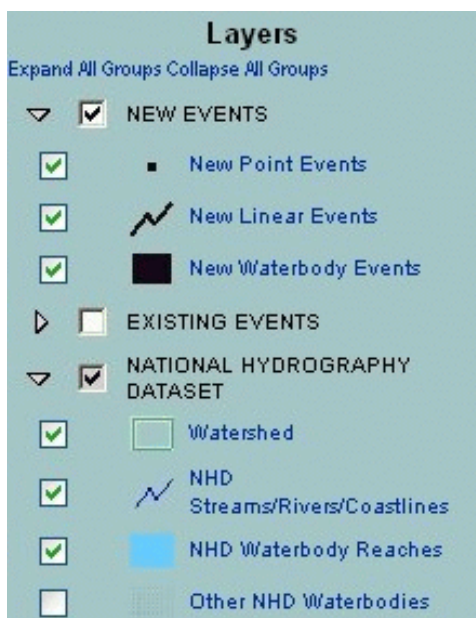 Layers
Expand All Groups Collapse All Groups
NEW EVENTS
New Point Events
New Linear Events
New Waterbody Events
EXISTING EVENTS
NATIONAL HYDROGRAPHY
DATASET
Watershed
NHD
Streams/Rivers/Coastlines
NHD Waterbody Reaches
Other NHD Waterbodies